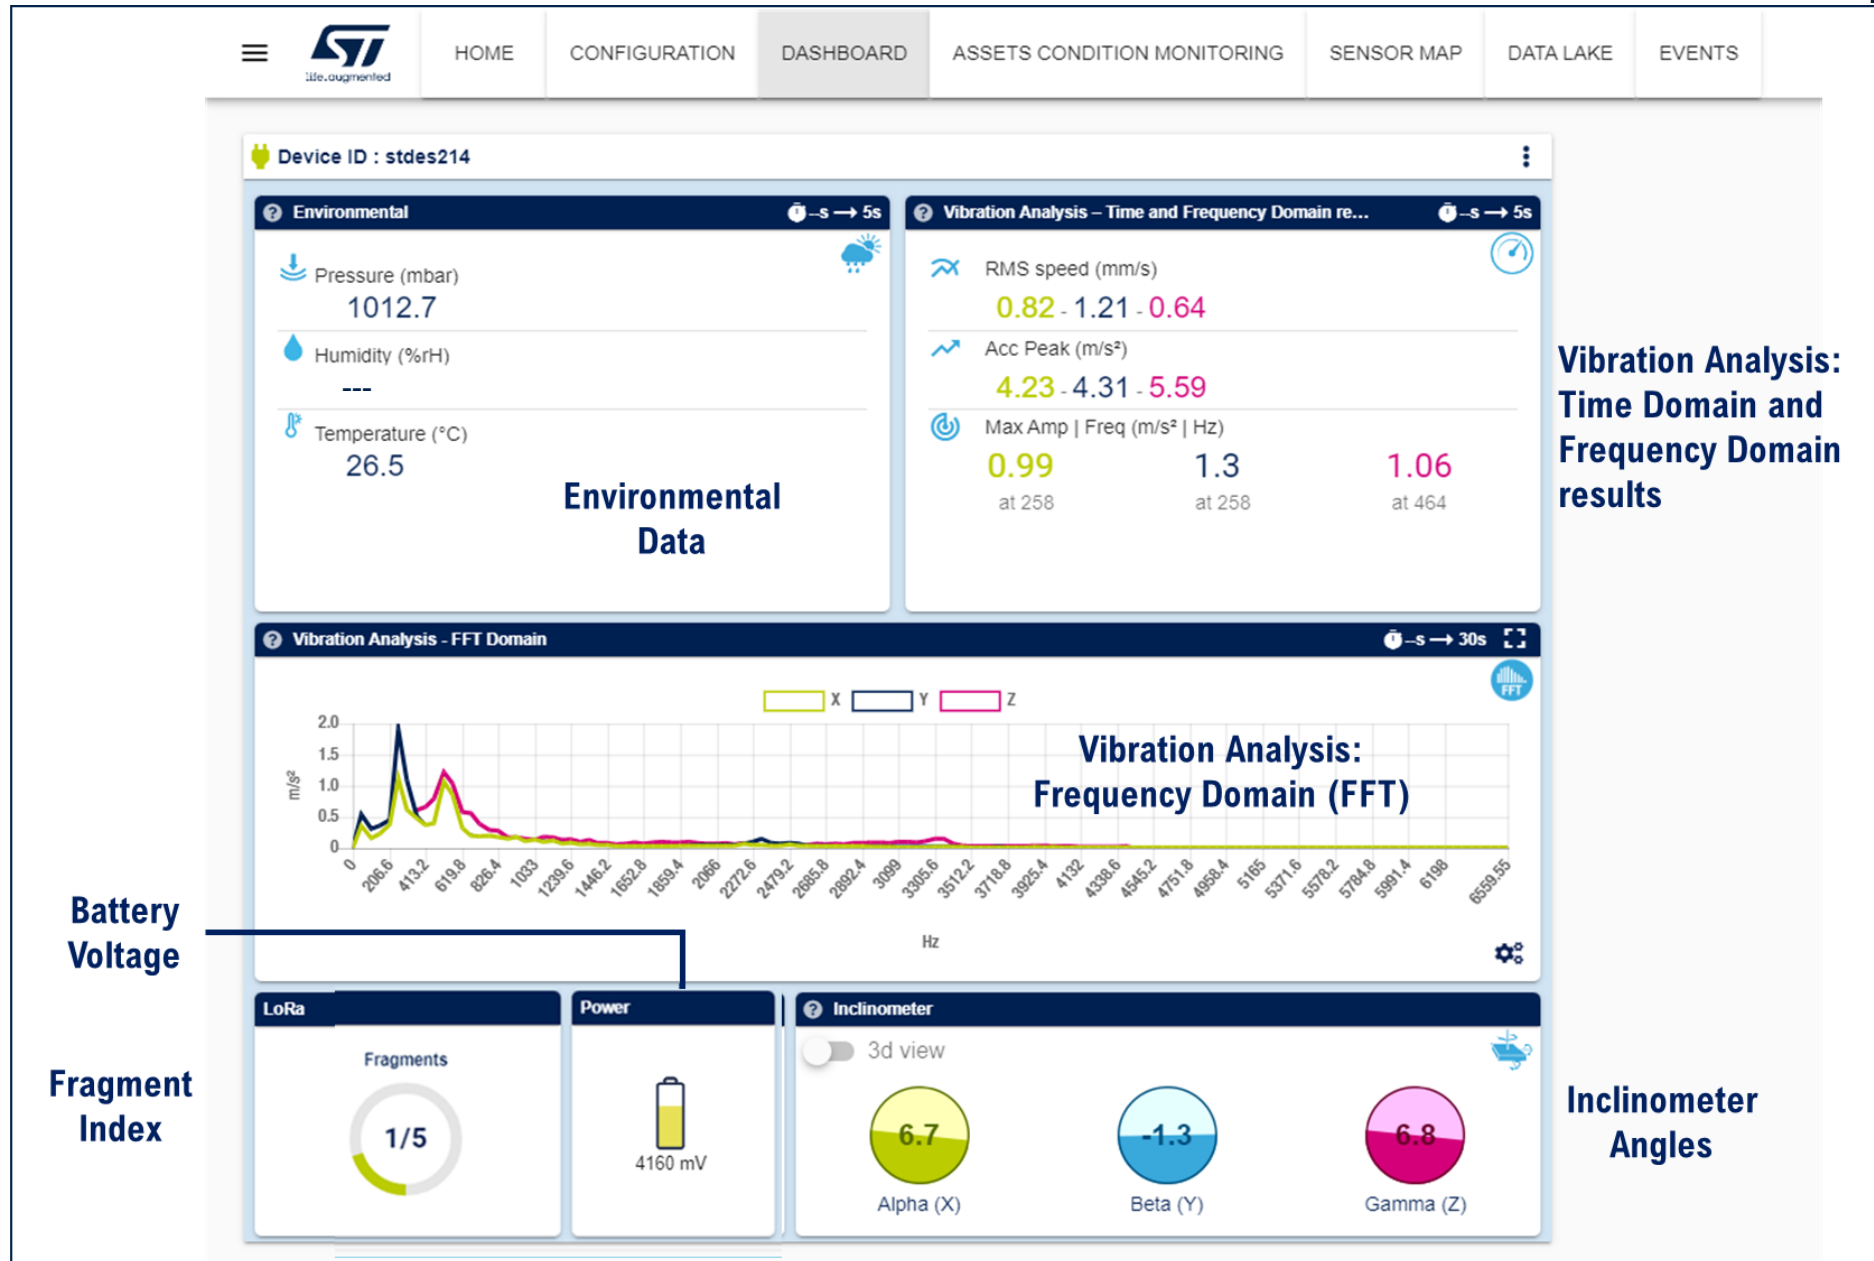 ST
life.augmented
HOME
CONFIGURATION
DASHBOARD
ASSETS CONDITION MONITORING
SENSOR MAP
DATA LAKE
EVENTS
Device ID : stdes214
Environmental
--s → 5s
Pressure (mbar)
1012.7
Humidity (%rH)
---
Temperature (°C)
26.5
Environmental
Data
Vibration Analysis – Time and Frequency Domain re...
--s → 5s
RMS speed (mm/s)
0.82 - 1.21 - 0.64
Acc Peak (m/s²)
4.23 - 4.31 - 5.59
Max Amp | Freq (m/s² | Hz)
0.99 1.3 1.06
at 258 at 258 at 464
Vibration Analysis:
Time Domain and
Frequency Domain
results
Vibration Analysis - FFT Domain
--s → 30s
FFT
X Y Z
2.0
1.5
1.0
0.5
0
m/s²
Vibration Analysis:
Frequency Domain (FFT)
0 206.6 413.2 619.8 826.4 1033 1239.6 1446.2 1652.8 1859.4 2066 2272.6 2479.2 2685.8 2892.4 3099 3305.6 3512.2 3718.8 3925.4 4132 4338.6 4545.2 4751.8 4958.4 5165 5371.6 5578.2 5784.8 5991.4 6198 6559.55
Hz
Battery
Voltage
LoRa
Fragments
1/5
Fragment
Index
Power
4160 mV
Inclinometer
3d view
6.7 -1.3 6.8
Alpha (X) Beta (Y) Gamma (Z)
Inclinometer
Angles